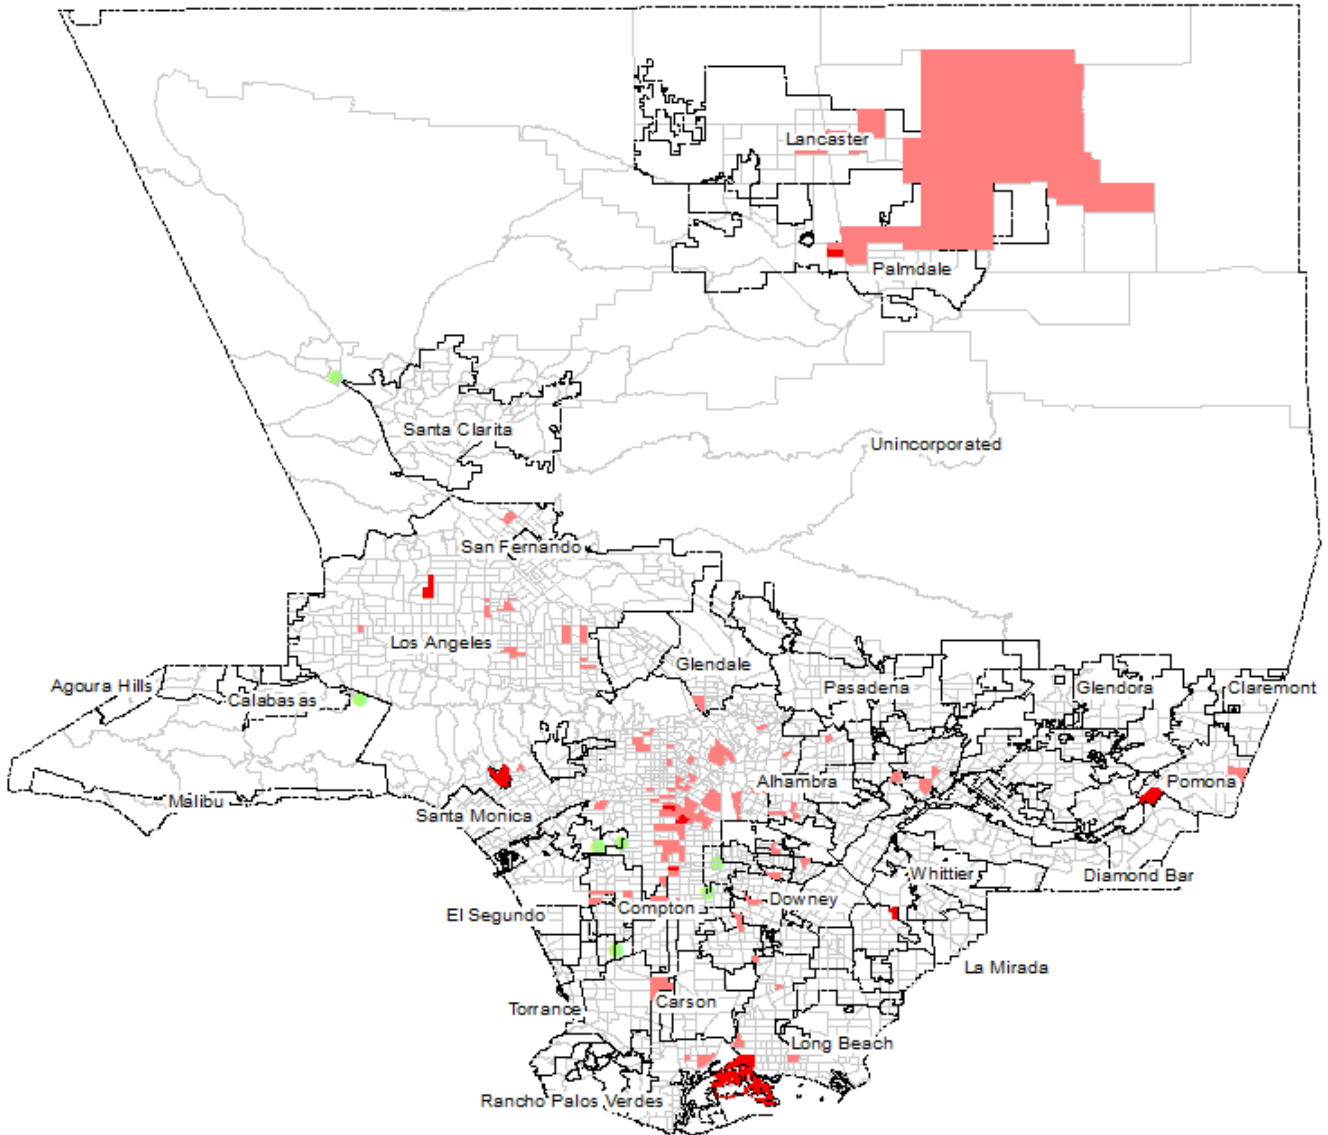 Lancaster
Palmdale
Santa Clarita
Unincorporated
San Fernando
Los Angeles
Glendale
Agoura Hills
Calabasas
Pasadena
Glendora
Claremont
Malibu
Santa Monica
Alhambra
Pomona
Whittier
Diamond Bar
El Segundo
Compton
Downey
La Mirada
Torrance
Carson
Long Beach
Rancho Palos Verdes